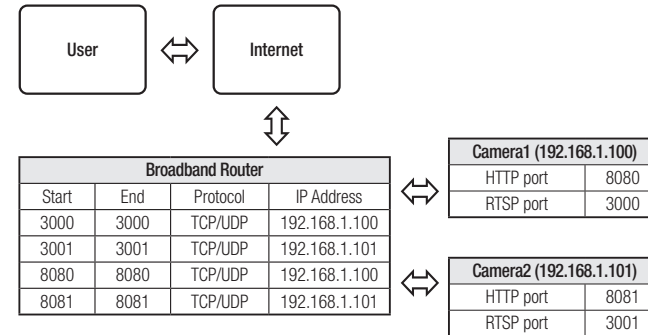 User
Internet
Broadband Router
Start End Protocol IP Address
3000 3000 TCP/UDP 192.168.1.100
3001 3001 TCP/UDP 192.168.1.101
8080 8080 TCP/UDP 192.168.1.100
8081 8081 TCP/UDP 192.168.1.101
Camera1 (192.168.1.100)
HTTP port 8080
RTSP port 3000
Camera2 (192.168.1.101)
HTTP port 8081
RTSP port 3001